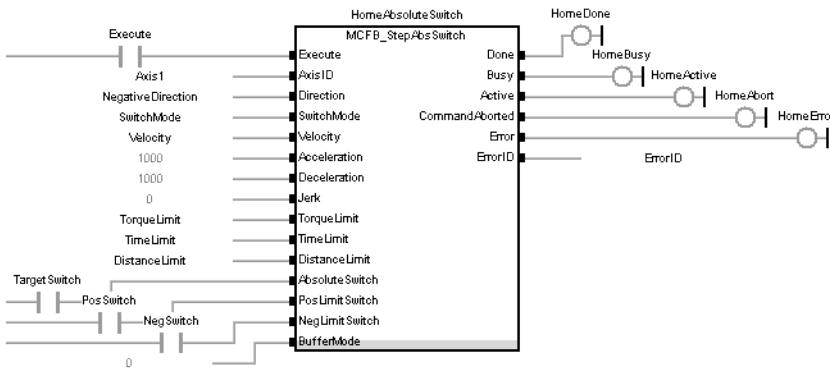 HomeAbsoluteSwitch
HomeDone
Execute
MCFB_StepAbsSwitch
Execute
Done
HomeBusy
Axis1
AxisID
Busy
HomeActive
NegativeDirection
Direction
Active
HomeAbort
SwitchMode
SwitchMode
CommandAborted
HomeErro
Velocity
Velocity
Error
1000
Acceleration
ErrorID
ErrorID
1000
Deceleration
0
Jerk
TorqueLimit
TorqueLimit
TimeLimit
TimeLimit
DistanceLimit
DistanceLimit
TargetSwitch
AbsoluteSwitch
PosSwitch
PosLimitSwitch
NegSwitch
NegLimitSwitch
BufferMode
0